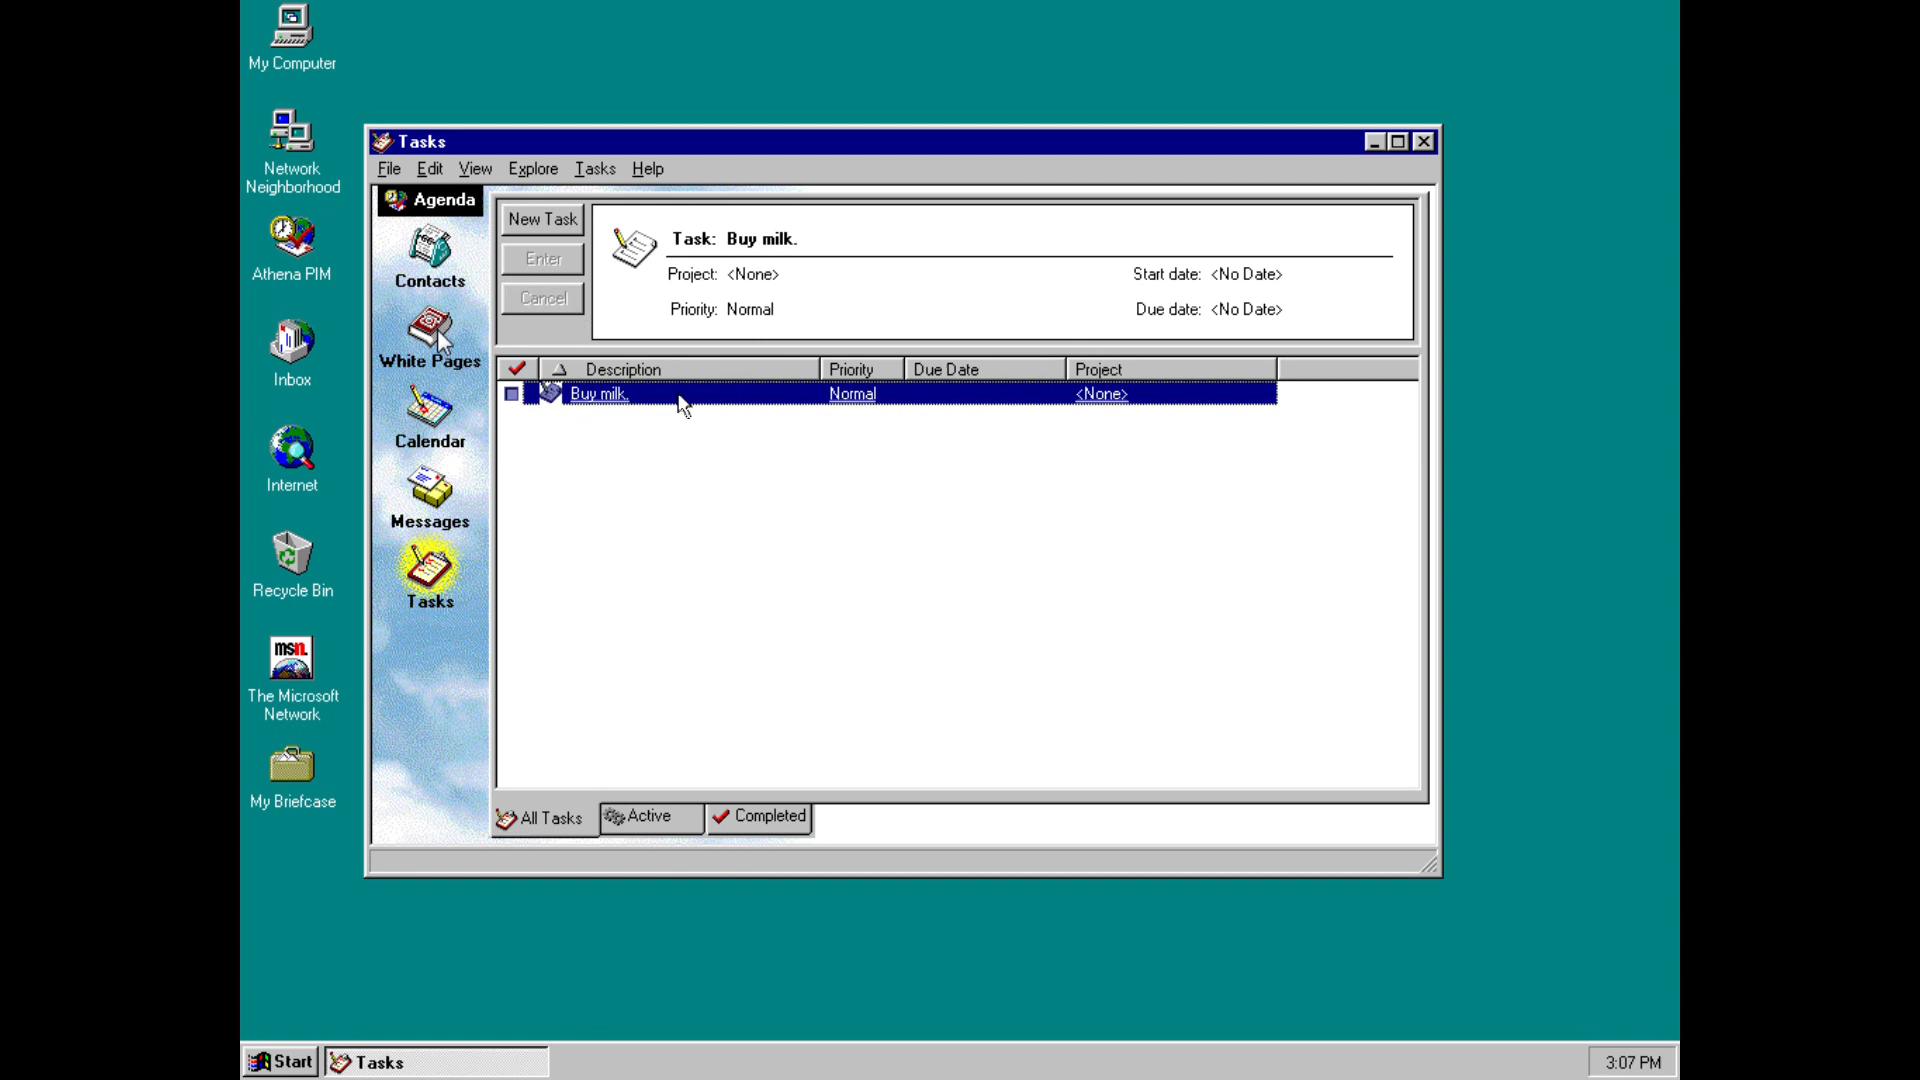 My Computer
Network
Neighborhood
Athena PIM
Inbox
Internet
Recycle Bin
msn.
The Microsoft
Network
My Briefcase
Tasks
File Edit View Explore Tasks Help
Agenda
Contacts
White Pages
Calendar
Messages
Tasks
New Task
Enter
Cancel
Task: Buy milk.
Project: <None> Start date: <No Date>
Priority: Normal Due date: <No Date>
Description Priority Due Date Project
Buy milk. Normal <None>
All Tasks Active Completed
Start Tasks 3:07 PM